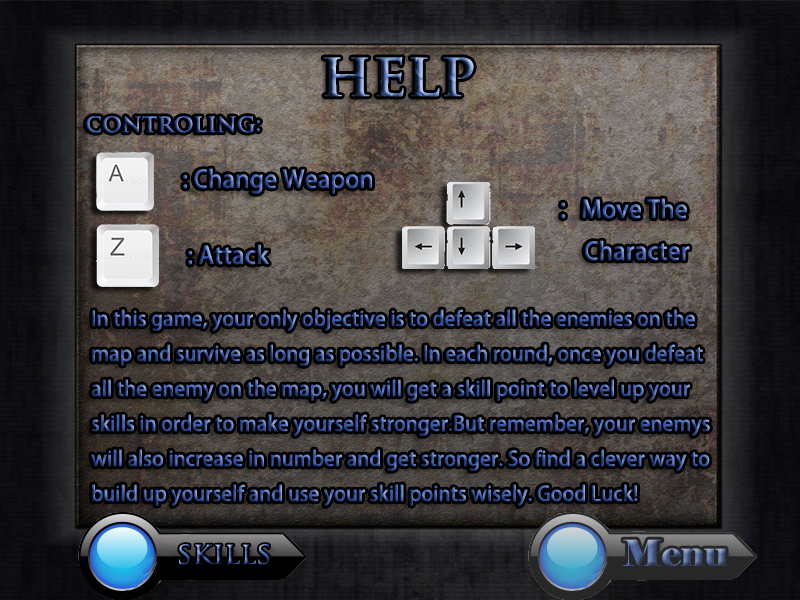 HELP
CONTROLING:
A : Change Weapon
↑
: Move The
Z : Attack
← ↓ →
Character
In this game, your only objective is to defeat all the enemies on the
map and survive as long as possible. In each round, once you defeat
all the enemy on the map, you will get a skill point to level up your
skills in order to make yourself stronger.But remember, your enemys
will also increase in number and get stronger. So find a clever way to
build up yourself and use your skill points wisely. Good Luck!
SKILLS
Menu